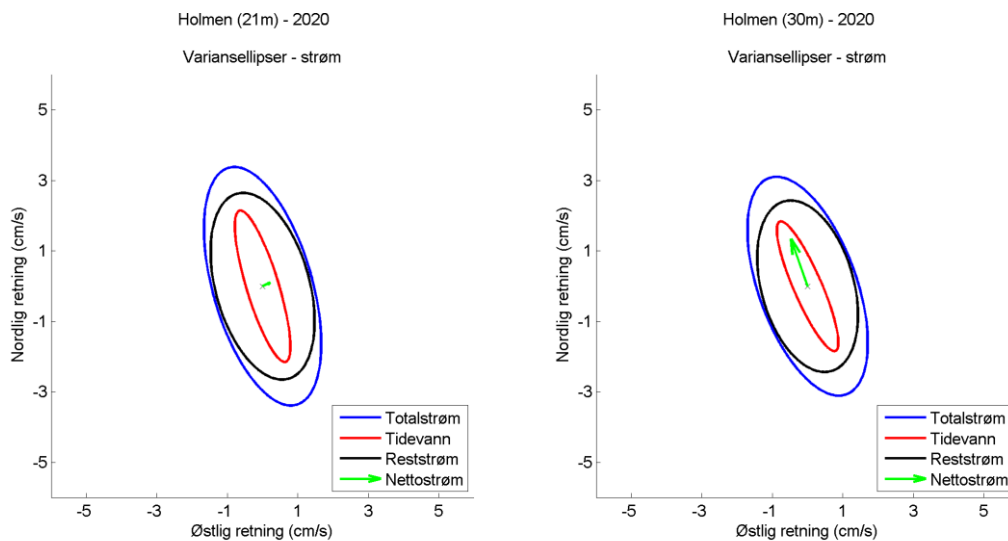 Holmen (21m) - 2020
Variansellipser - strøm
Nordlig retning (cm/s)
5
3
1
-1
-3
-5
-5
-3
-1
1
3
5
Østlig retning (cm/s)
Totalstrøm
Tidevann
Reststrøm
Nettostrøm
Holmen (30m) - 2020
Variansellipser - strøm
Nordlig retning (cm/s)
5
3
1
-1
-3
-5
-5
-3
-1
1
3
5
Østlig retning (cm/s)
Totalstrøm
Tidevann
Reststrøm
Nettostrøm